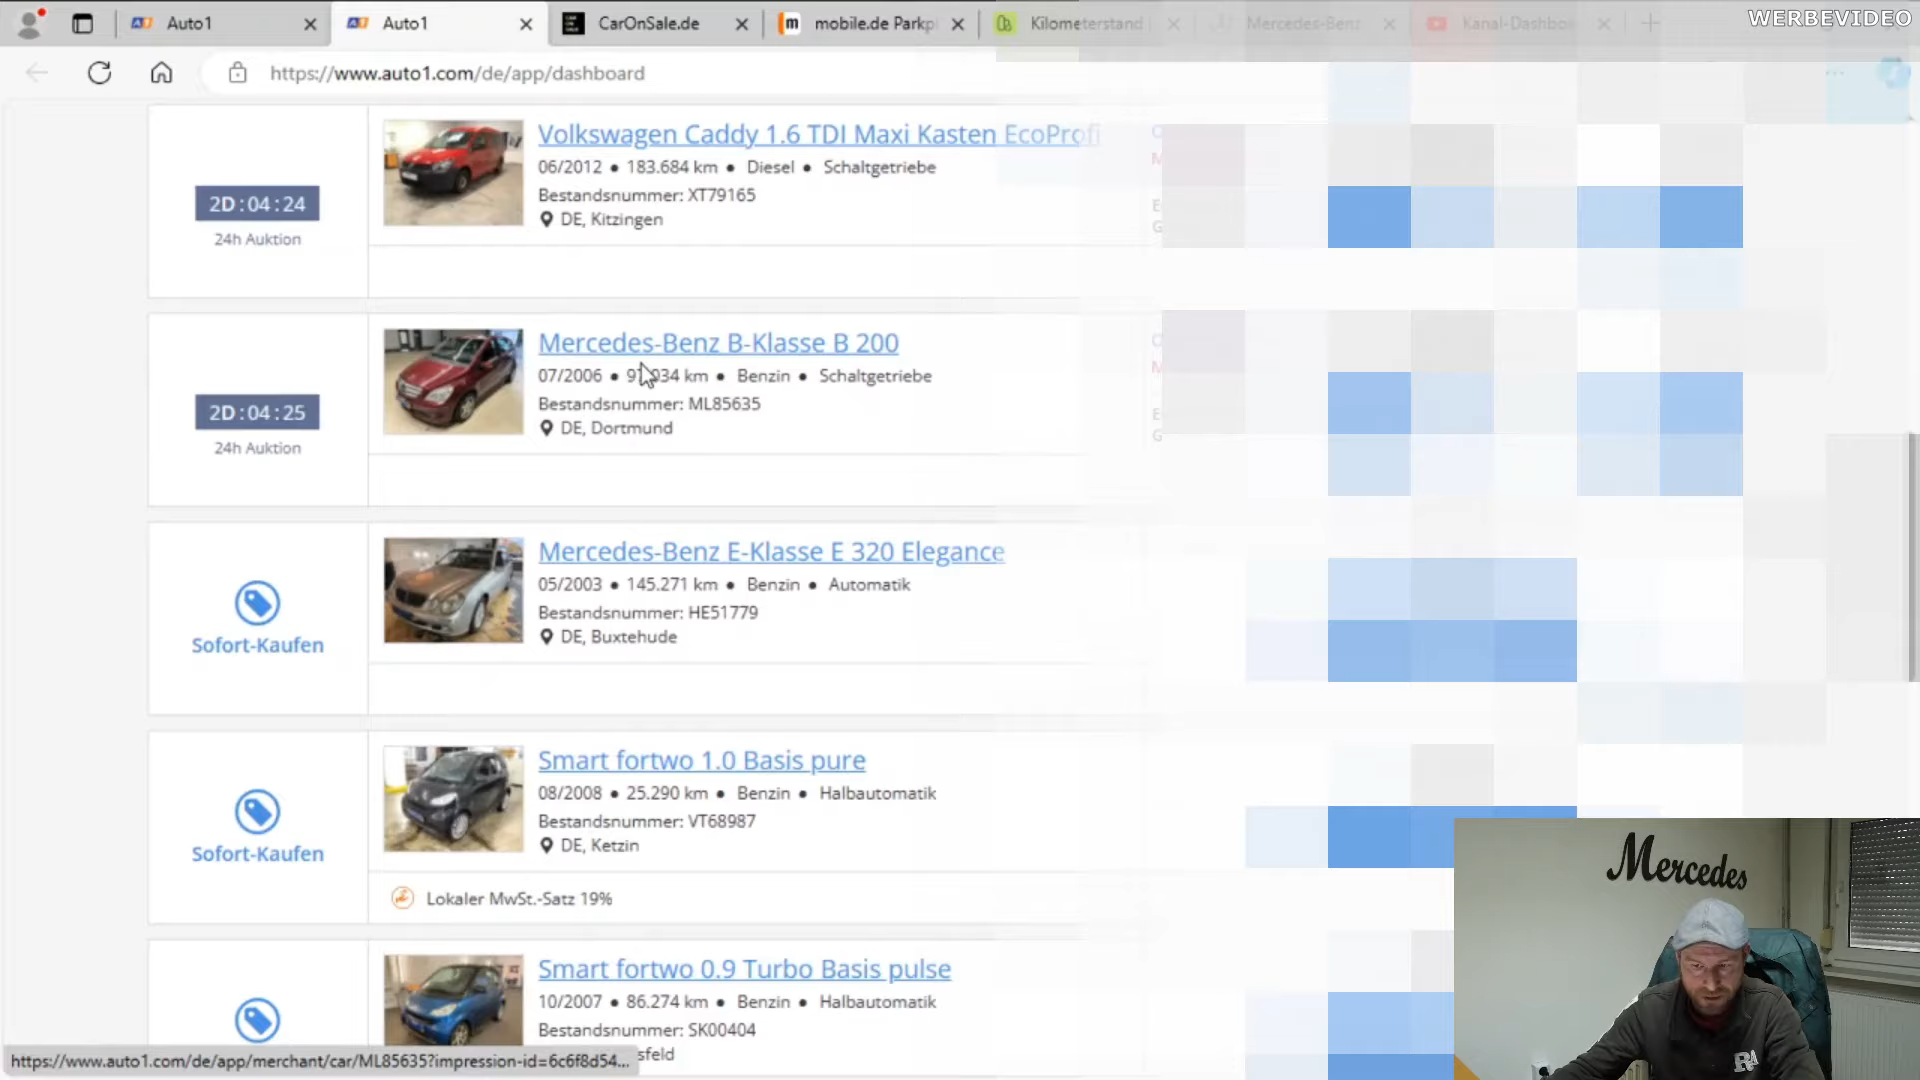 Auto1
Auto1
CarOnSale.de
mobile.de Parkp
Kilometerstand
Mercedes-Benz
Kanal-Dashbo
WERBEVIDEO
https://www.auto1.com/de/app/dashboard
Volkswagen Caddy 1.6 TDI Maxi Kasten EcoProfi
06/2012 • 183.684 km • Diesel • Schaltgetriebe
2D:04:24
Bestandsnummer: XT79165
24h Auktion
DE, Kitzingen
Mercedes-Benz B-Klasse B 200
07/2006 • 934 km • Benzin • Schaltgetriebe
2D:04:25
Bestandsnummer: ML85635
24h Auktion
DE, Dortmund
Mercedes-Benz E-Klasse E 320 Elegance
05/2003 • 145.271 km • Benzin • Automatik
Bestandsnummer: HE51779
Sofort-Kaufen
DE, Buxtehude
Smart fortwo 1.0 Basis pure
08/2008 • 25.290 km • Benzin • Halbautomatik
Bestandsnummer: VT68987
Sofort-Kaufen
DE, Ketzin
Lokaler MwSt.-Satz 19%
Smart fortwo 0.9 Turbo Basis pulse
10/2007 • 86.274 km • Benzin • Halbautomatik
Bestandsnummer: SK00404
sfeld
https://www.auto1.com/de/app/merchant/car/ML85635?impression-id=6c6f8d54...
Mercedes